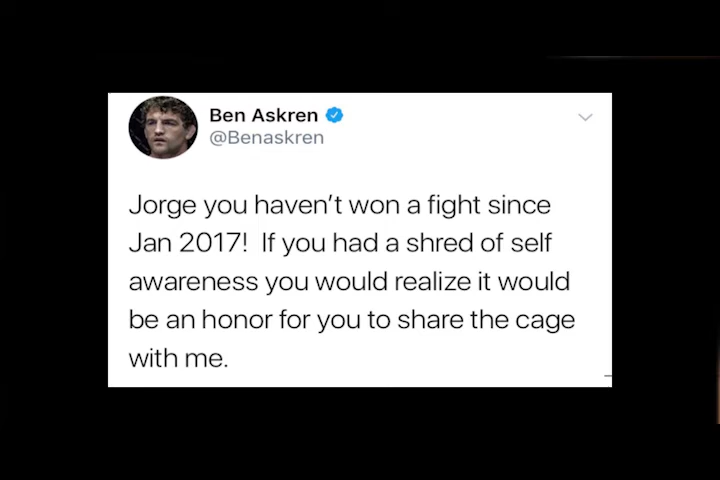 Ben Askren
@Benaskren
Jorge you haven't won a fight since
Jan 2017!  If you had a shred of self
awareness you would realize it would
be an honor for you to share the cage
with me.